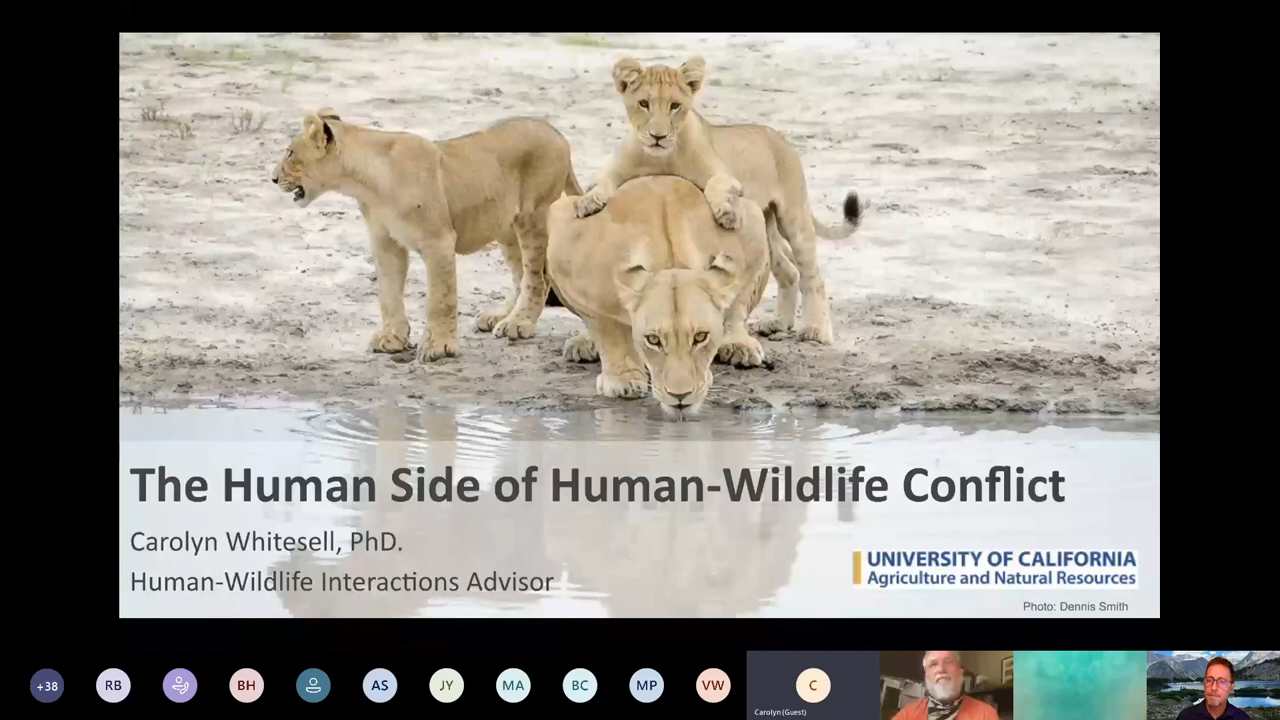 The Human Side of Human-Wildlife Conflict
Carolyn Whitesell, PhD.
Human-Wildlife Interactions Advisor
UNIVERSITY OF CALIFORNIA
Agriculture and Natural Resources
Photo: Dennis Smith
+38
RB
BH
AS
JY
MA
BC
MP
VW
C
Carolyn (Guest)